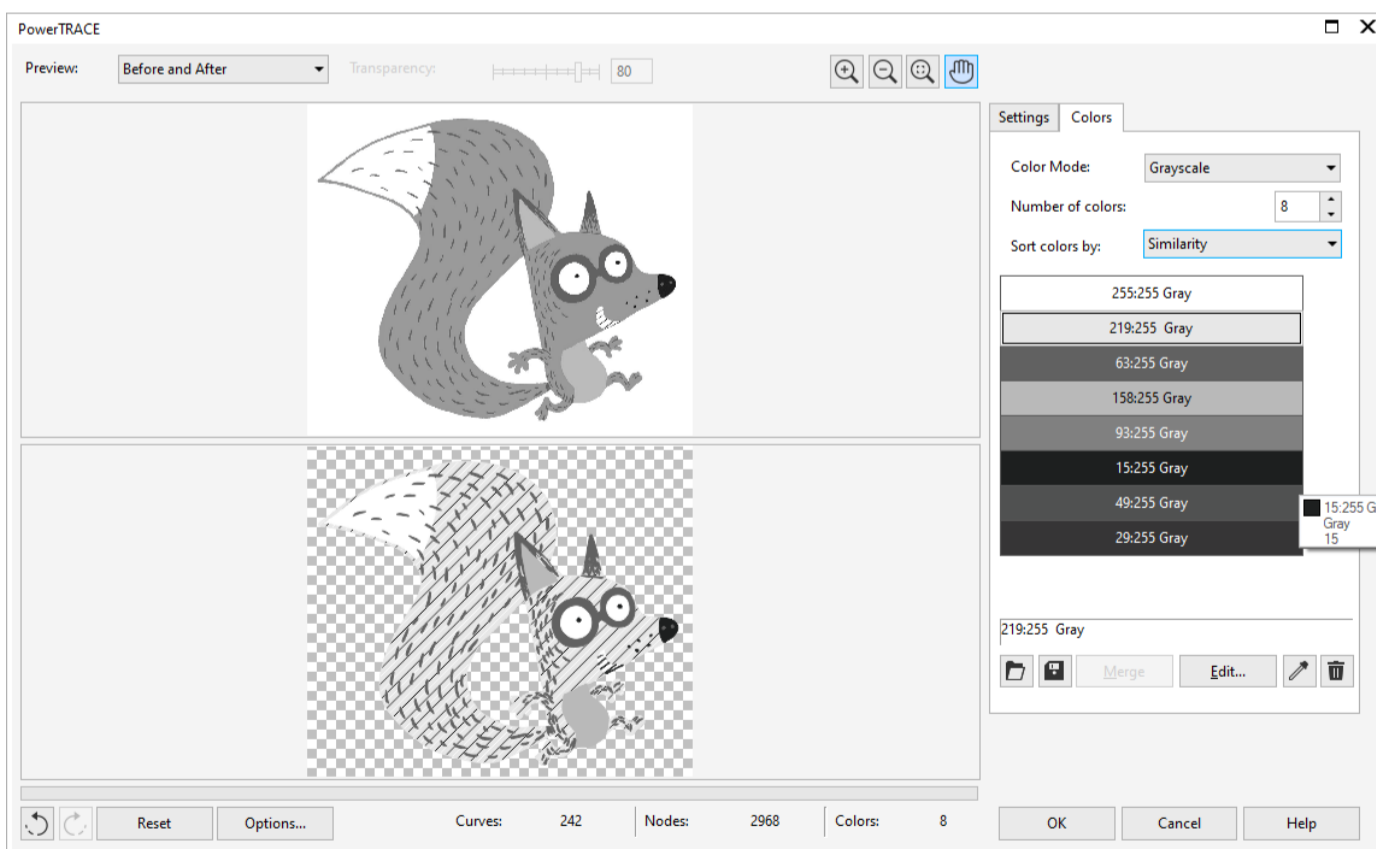 PowerTRACE
Preview: Before and After Transparency: 80
Settings Colors
Color Mode: Grayscale
Number of colors: 8
Sort colors by: Similarity
255:255 Gray
219:255 Gray
63:255 Gray
158:255 Gray
93:255 Gray
15:255 Gray
49:255 Gray
29:255 Gray
15:255 G
Gray
15
219:255 Gray
Merge Edit...
Reset Options... Curves: 242 Nodes: 2968 Colors: 8 OK Cancel Help